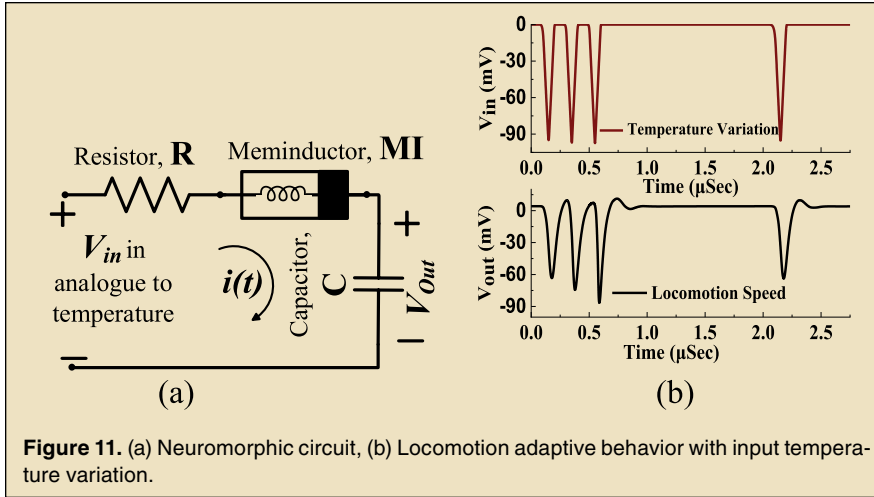 Resistor, R
Meminductor, MI
+
V_in in
analogue to
temperature
−
i(t)
Capacitor,
C
+
V_Out
−
(a)
V_in (mV)
0
-30
-60
-90
Temperature Variation
0.0 0.5 1.0 1.5 2.0 2.5
Time (μSec)
V_out (mV)
0
-30
-60
-90
Locomotion Speed
0.0 0.5 1.0 1.5 2.0 2.5
Time (μSec)
(b)
Figure 11. (a) Neuromorphic circuit, (b) Locomotion adaptive behavior with input tempera-
ture variation.